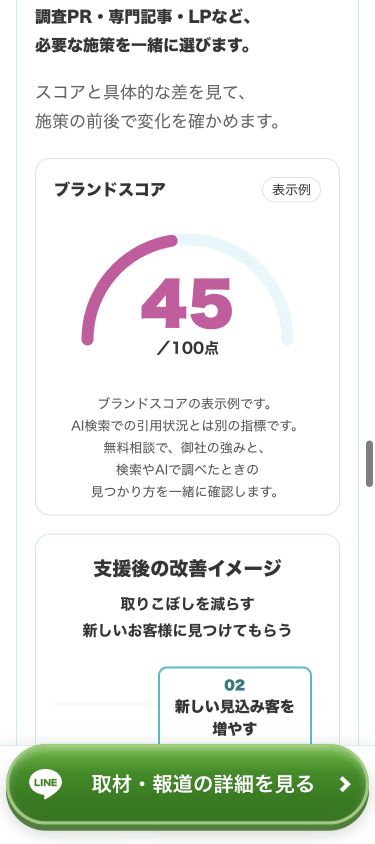 調査PR・専門記事・LPなど、
必要な施策を一緒に選びます。
スコアと具体的な差を見て、
施策の前後で変化を確かめます。
ブランドスコア
表示例
45
／100点
ブランドスコアの表示例です。
AI検索での引用状況とは別の指標です。
無料相談で、御社の強みと、
検索やAIで調べたときの
見つかり方を一緒に確認します。
支援後の改善イメージ
取りこぼしを減らす
新しいお客様に見つけてもらう
02
新しい見込み客を
増やす
LINE
取材・報道の詳細を見る